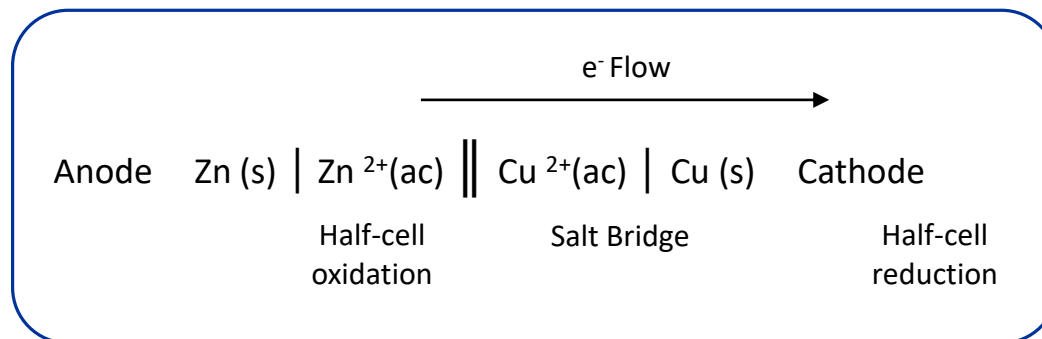 e- Flow
Anode Zn (s) | Zn 2+(ac) || Cu 2+(ac) | Cu (s) Cathode
Half-cell Salt Bridge Half-cell
oxidation reduction